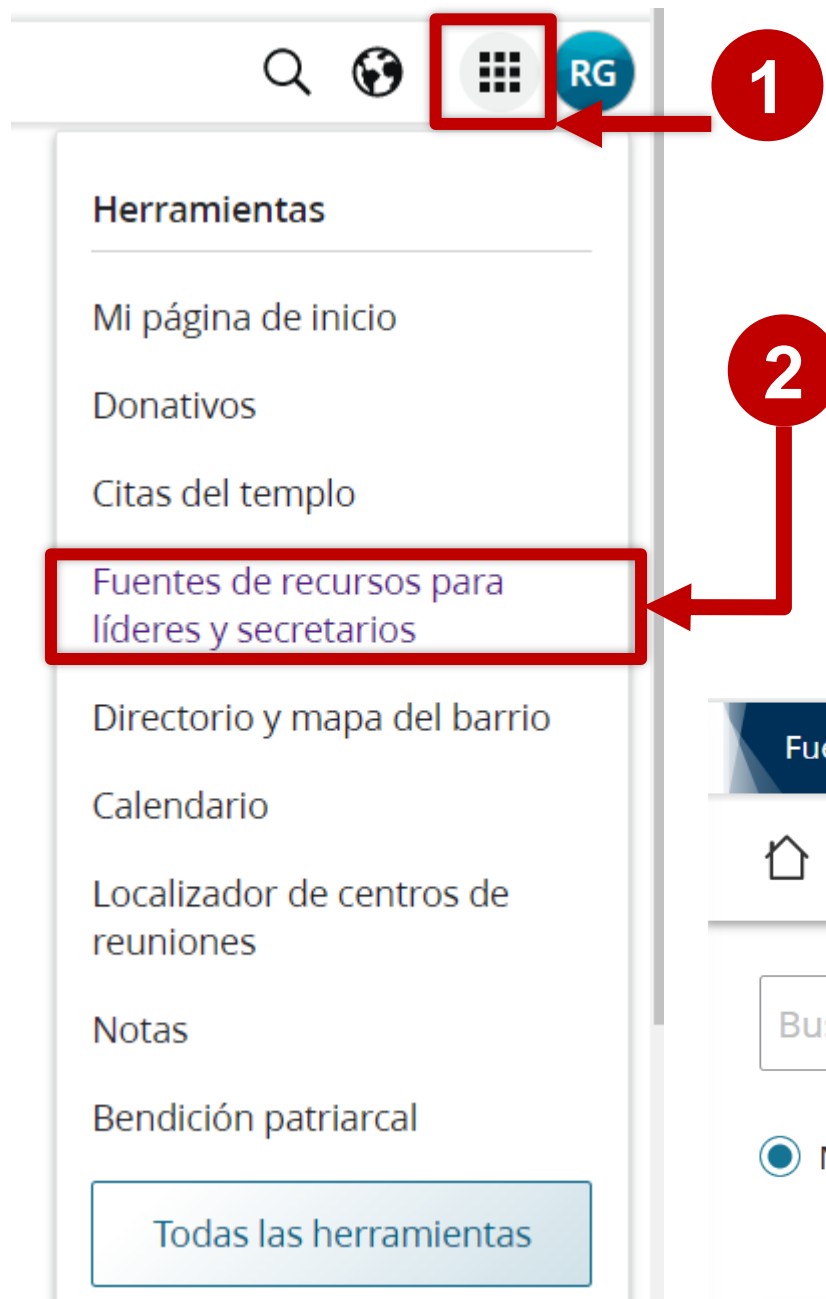 RG
1
Herramientas
Mi página de inicio
Donativos
Citas del templo
2
Fuentes de recursos para
líderes y secretarios
Directorio y mapa del barrio
Calendario
Localizador de centros de
reuniones
Notas
Bendición patriarcal
Todas las herramientas